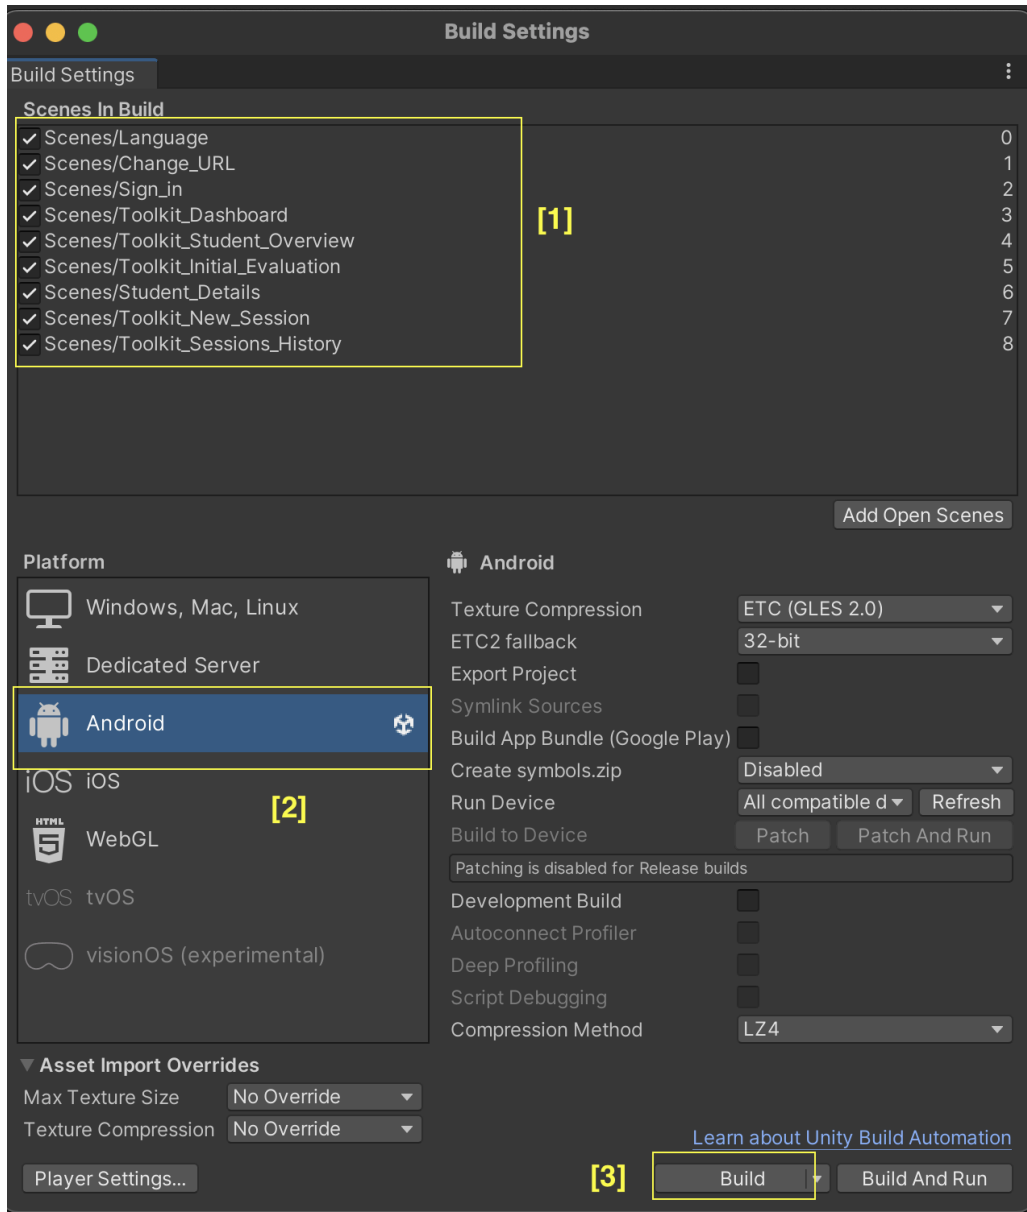 Build Settings
Build Settings
Scenes In Build
Scenes/Language 0
Scenes/Change_URL 1
Scenes/Sign_in 2
Scenes/Toolkit_Dashboard 3
[1]
Scenes/Toolkit_Student_Overview 4
Scenes/Toolkit_Initial_Evaluation 5
Scenes/Student_Details 6
Scenes/Toolkit_New_Session 7
Scenes/Toolkit_Sessions_History 8
Add Open Scenes
Platform
Windows, Mac, Linux
Dedicated Server
Android
iOS iOS
[2]
HTML
5 WebGL
tvOS tvOS
visionOS (experimental)
Android
Texture Compression ETC (GLES 2.0)
ETC2 fallback 32-bit
Export Project
Symlink Sources
Build App Bundle (Google Play)
Create symbols.zip Disabled
Run Device All compatible d Refresh
Build to Device Patch Patch And Run
Patching is disabled for Release builds
Development Build
Autoconnect Profiler
Deep Profiling
Script Debugging
Compression Method LZ4
Asset Import Overrides
Max Texture Size No Override
Texture Compression No Override
Learn about Unity Build Automation
Player Settings... [3] Build Build And Run